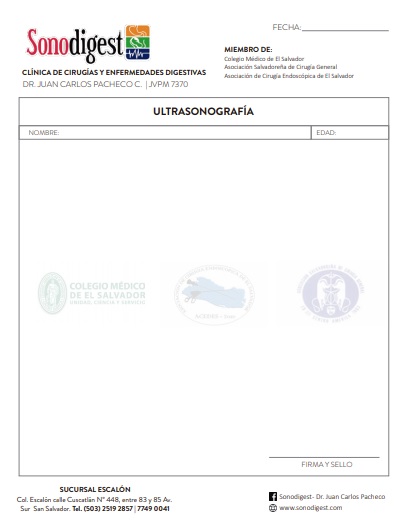 FECHA:
Sonodigest
CLÍNICA DE CIRUGÍAS Y ENFERMEDADES DIGESTIVAS
DR. JUAN CARLOS PACHECO C. | JVPM 7370
MIEMBRO DE:
Colegio Médico de El Salvador
Asociación Salvadoreña de Cirugía General
Asociación de Cirugía Endoscópica de El Salvador
ULTRASONOGRAFÍA
NOMBRE:
EDAD:
COLEGIO MÉDICO
DE EL SALVADOR
UNIDAD, CIENCIA Y SERVICIO
FIRMA Y SELLO
SUCURSAL ESCALÓN
Col. Escalón calle Cuscatlán N° 448, entre 83 y 85 Av.
Sur San Salvador. Tel. (503) 2519 2857 | 7749 0041
Sonodigest- Dr. Juan Carlos Pacheco
www.sonodigest.com